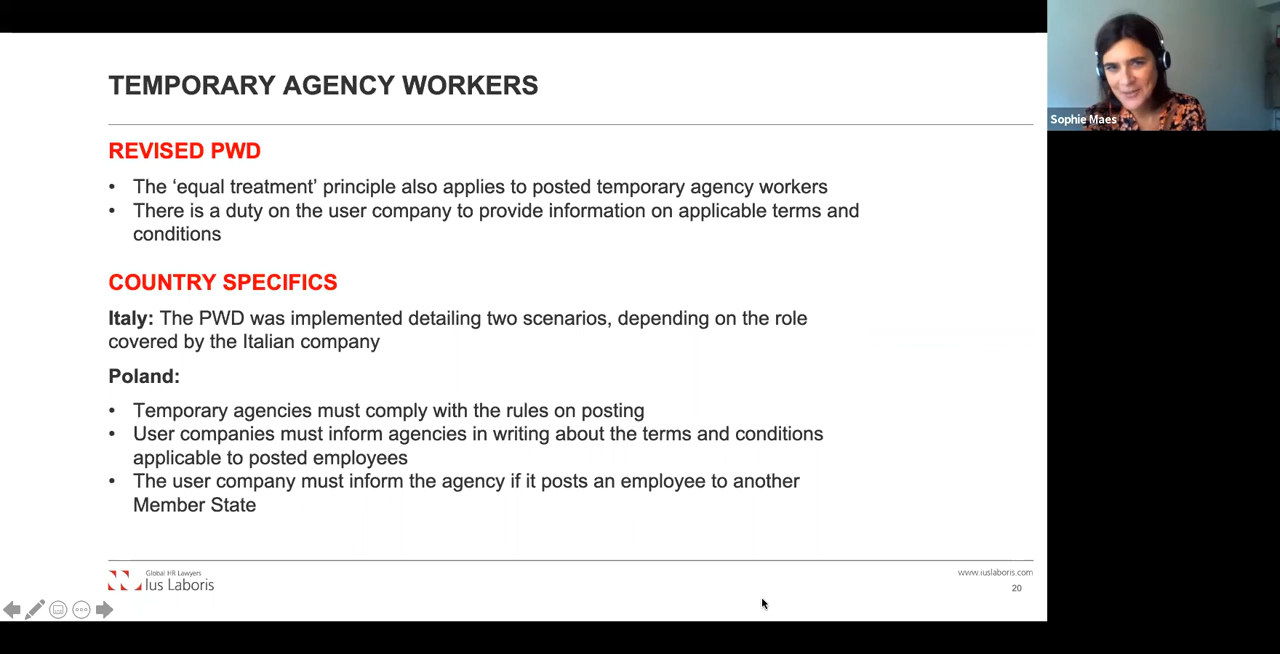 TEMPORARY AGENCY WORKERS
REVISED PWD
• The ‘equal treatment’ principle also applies to posted temporary agency workers
• There is a duty on the user company to provide information on applicable terms and
conditions
COUNTRY SPECIFICS
Italy: The PWD was implemented detailing two scenarios, depending on the role
covered by the Italian company
Poland:
• Temporary agencies must comply with the rules on posting
• User companies must inform agencies in writing about the terms and conditions
applicable to posted employees
• The user company must inform the agency if it posts an employee to another
Member State
Global HR Lawyers
Ius Laboris
www.iuslaboris.com
20
Sophie Maes